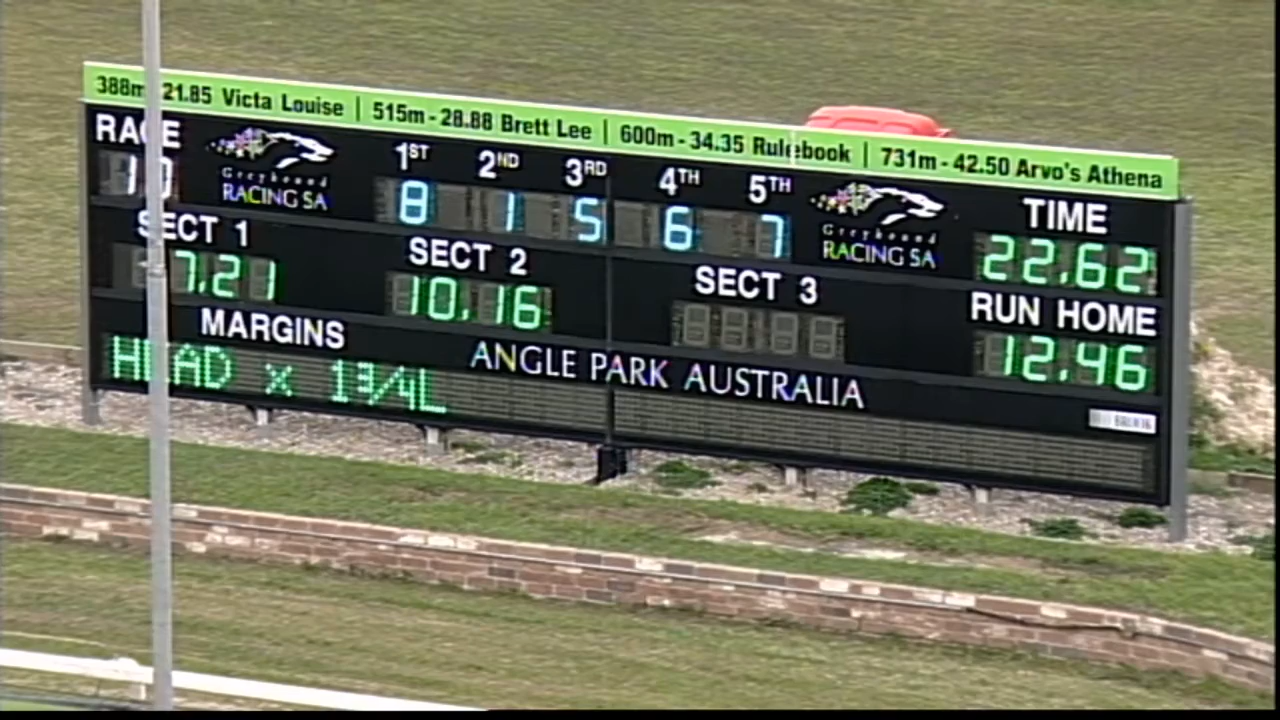 388m - 21.85 Victa Louise | 515m - 28.88 Brett Lee | 600m - 34.35 Rulebook | 731m - 42.50 Arvo's Athena
RACE 1ST 2ND 3RD 4TH 5TH TIME
10 Greyhound RACING SA 8 1 5 6 7 Greyhound RACING SA 22.62
SECT 1 SECT 2 SECT 3 RUN HOME
7.21 10.16 12.46
MARGINS ANGLE PARK AUSTRALIA
HEAD x 1 3/4L